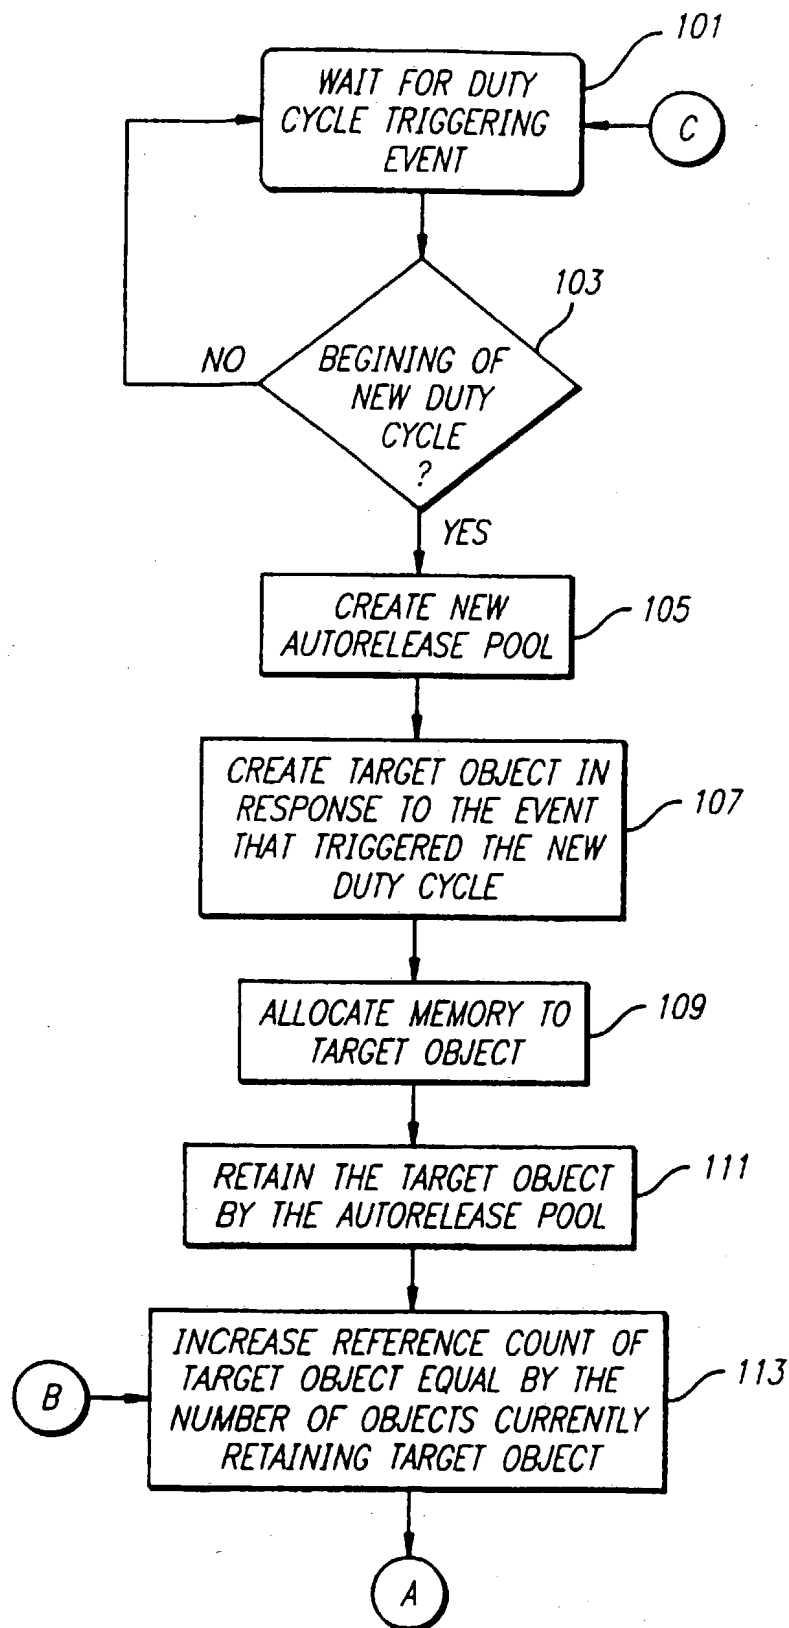 101
WAIT FOR DUTY
CYCLE TRIGGERING
EVENT
C
103
NO
BEGINING OF
NEW DUTY
CYCLE
?
YES
CREATE NEW
AUTORELEASE POOL
105
CREATE TARGET OBJECT IN
RESPONSE TO THE EVENT
THAT TRIGGERED THE NEW
DUTY CYCLE
107
ALLOCATE MEMORY TO
TARGET OBJECT
109
RETAIN THE TARGET OBJECT
BY THE AUTORELEASE POOL
111
INCREASE REFERENCE COUNT OF
TARGET OBJECT EQUAL BY THE
NUMBER OF OBJECTS CURRENTLY
RETAINING TARGET OBJECT
113
B
A